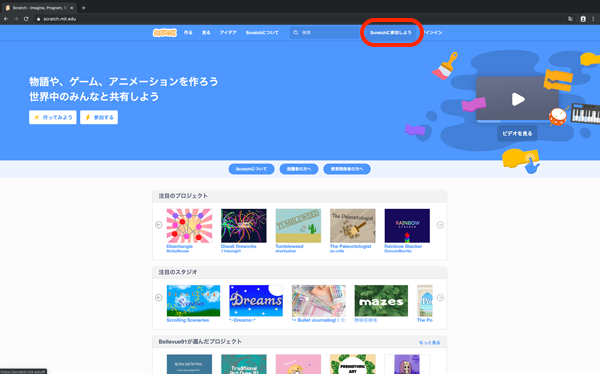 Scratch - Imagine, Program, S
scratch.mit.edu
SCRATCH 作る 見る アイデア Scratchについて 検索 Scratchに参加しよう サインイン
物語や、ゲーム、アニメーションを作ろう
世界中のみんなと共有しよう
作ってみよう 参加する
ビデオを見る
Scratchについて 保護者の方へ 教育関係者の方へ
注目のプロジェクト
TUMBLEWEED The Paleontologist RAINBOW STACKER
Disentangle Diwali fireworks Tumbleweed The Paleontologist Rainbow Stacker
注目のスタジオ
Dreams mazes
Scrolling Sceneries Bullet Journaling!
Bellevue91が選んだプロジェクト もっと見る
Traditional
PREHISTORIC
ART
https://scratch.mit.edu/#